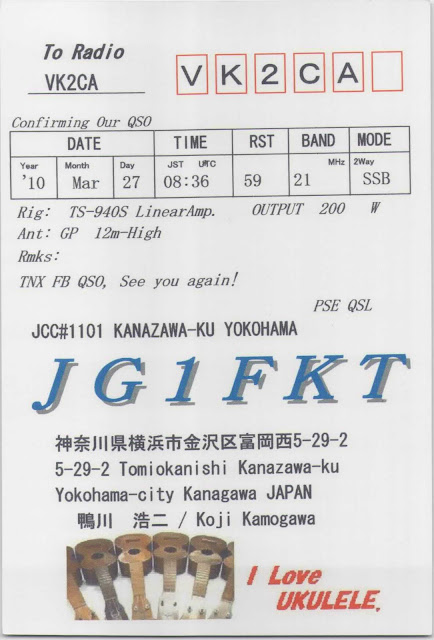 To Radio
VK2CA
VK2CA
Confirming Our QSO
DATE TIME RST BAND MODE
Year Month Day JST UTC MHz 2Way
'10 Mar 27 08:36 59 21 SSB
Rig: TS-940S LinearAmp. OUTPUT 200 W
Ant: GP 12m-High
Rmks:
TNX FB QSO, See you again!
PSE QSL
JCC#1101 KANAZAWA-KU YOKOHAMA
JG1FKT
神奈川県横浜市金沢区富岡西5-29-2
5-29-2 Tomiokanishi Kanazawa-ku
Yokohama-city Kanagawa JAPAN
鴨川 浩二 / Koji Kamogawa
I Love
UKULELE.